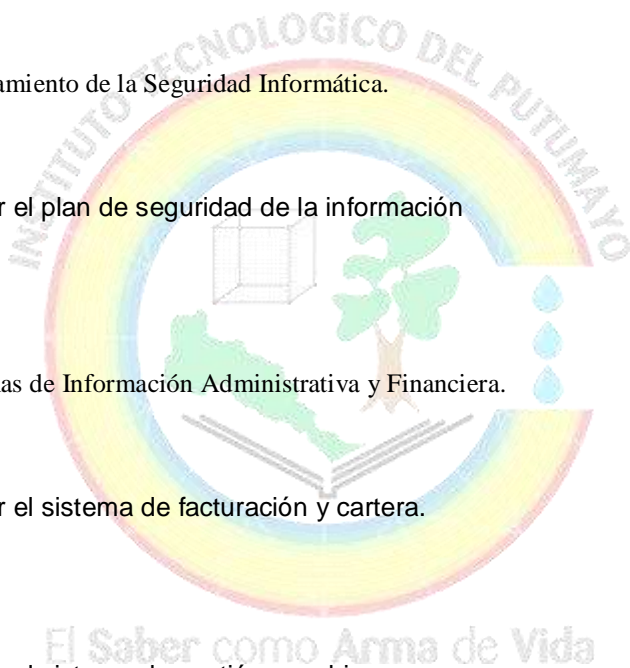 INSTITUTO TECNOLOGICO DEL PUTUMAYO
amiento de la Seguridad Informática.
r el plan de seguridad de la información
as de Información Administrativa y Financiera.
r el sistema de facturación y cartera.
El Saber como Arma de Vida